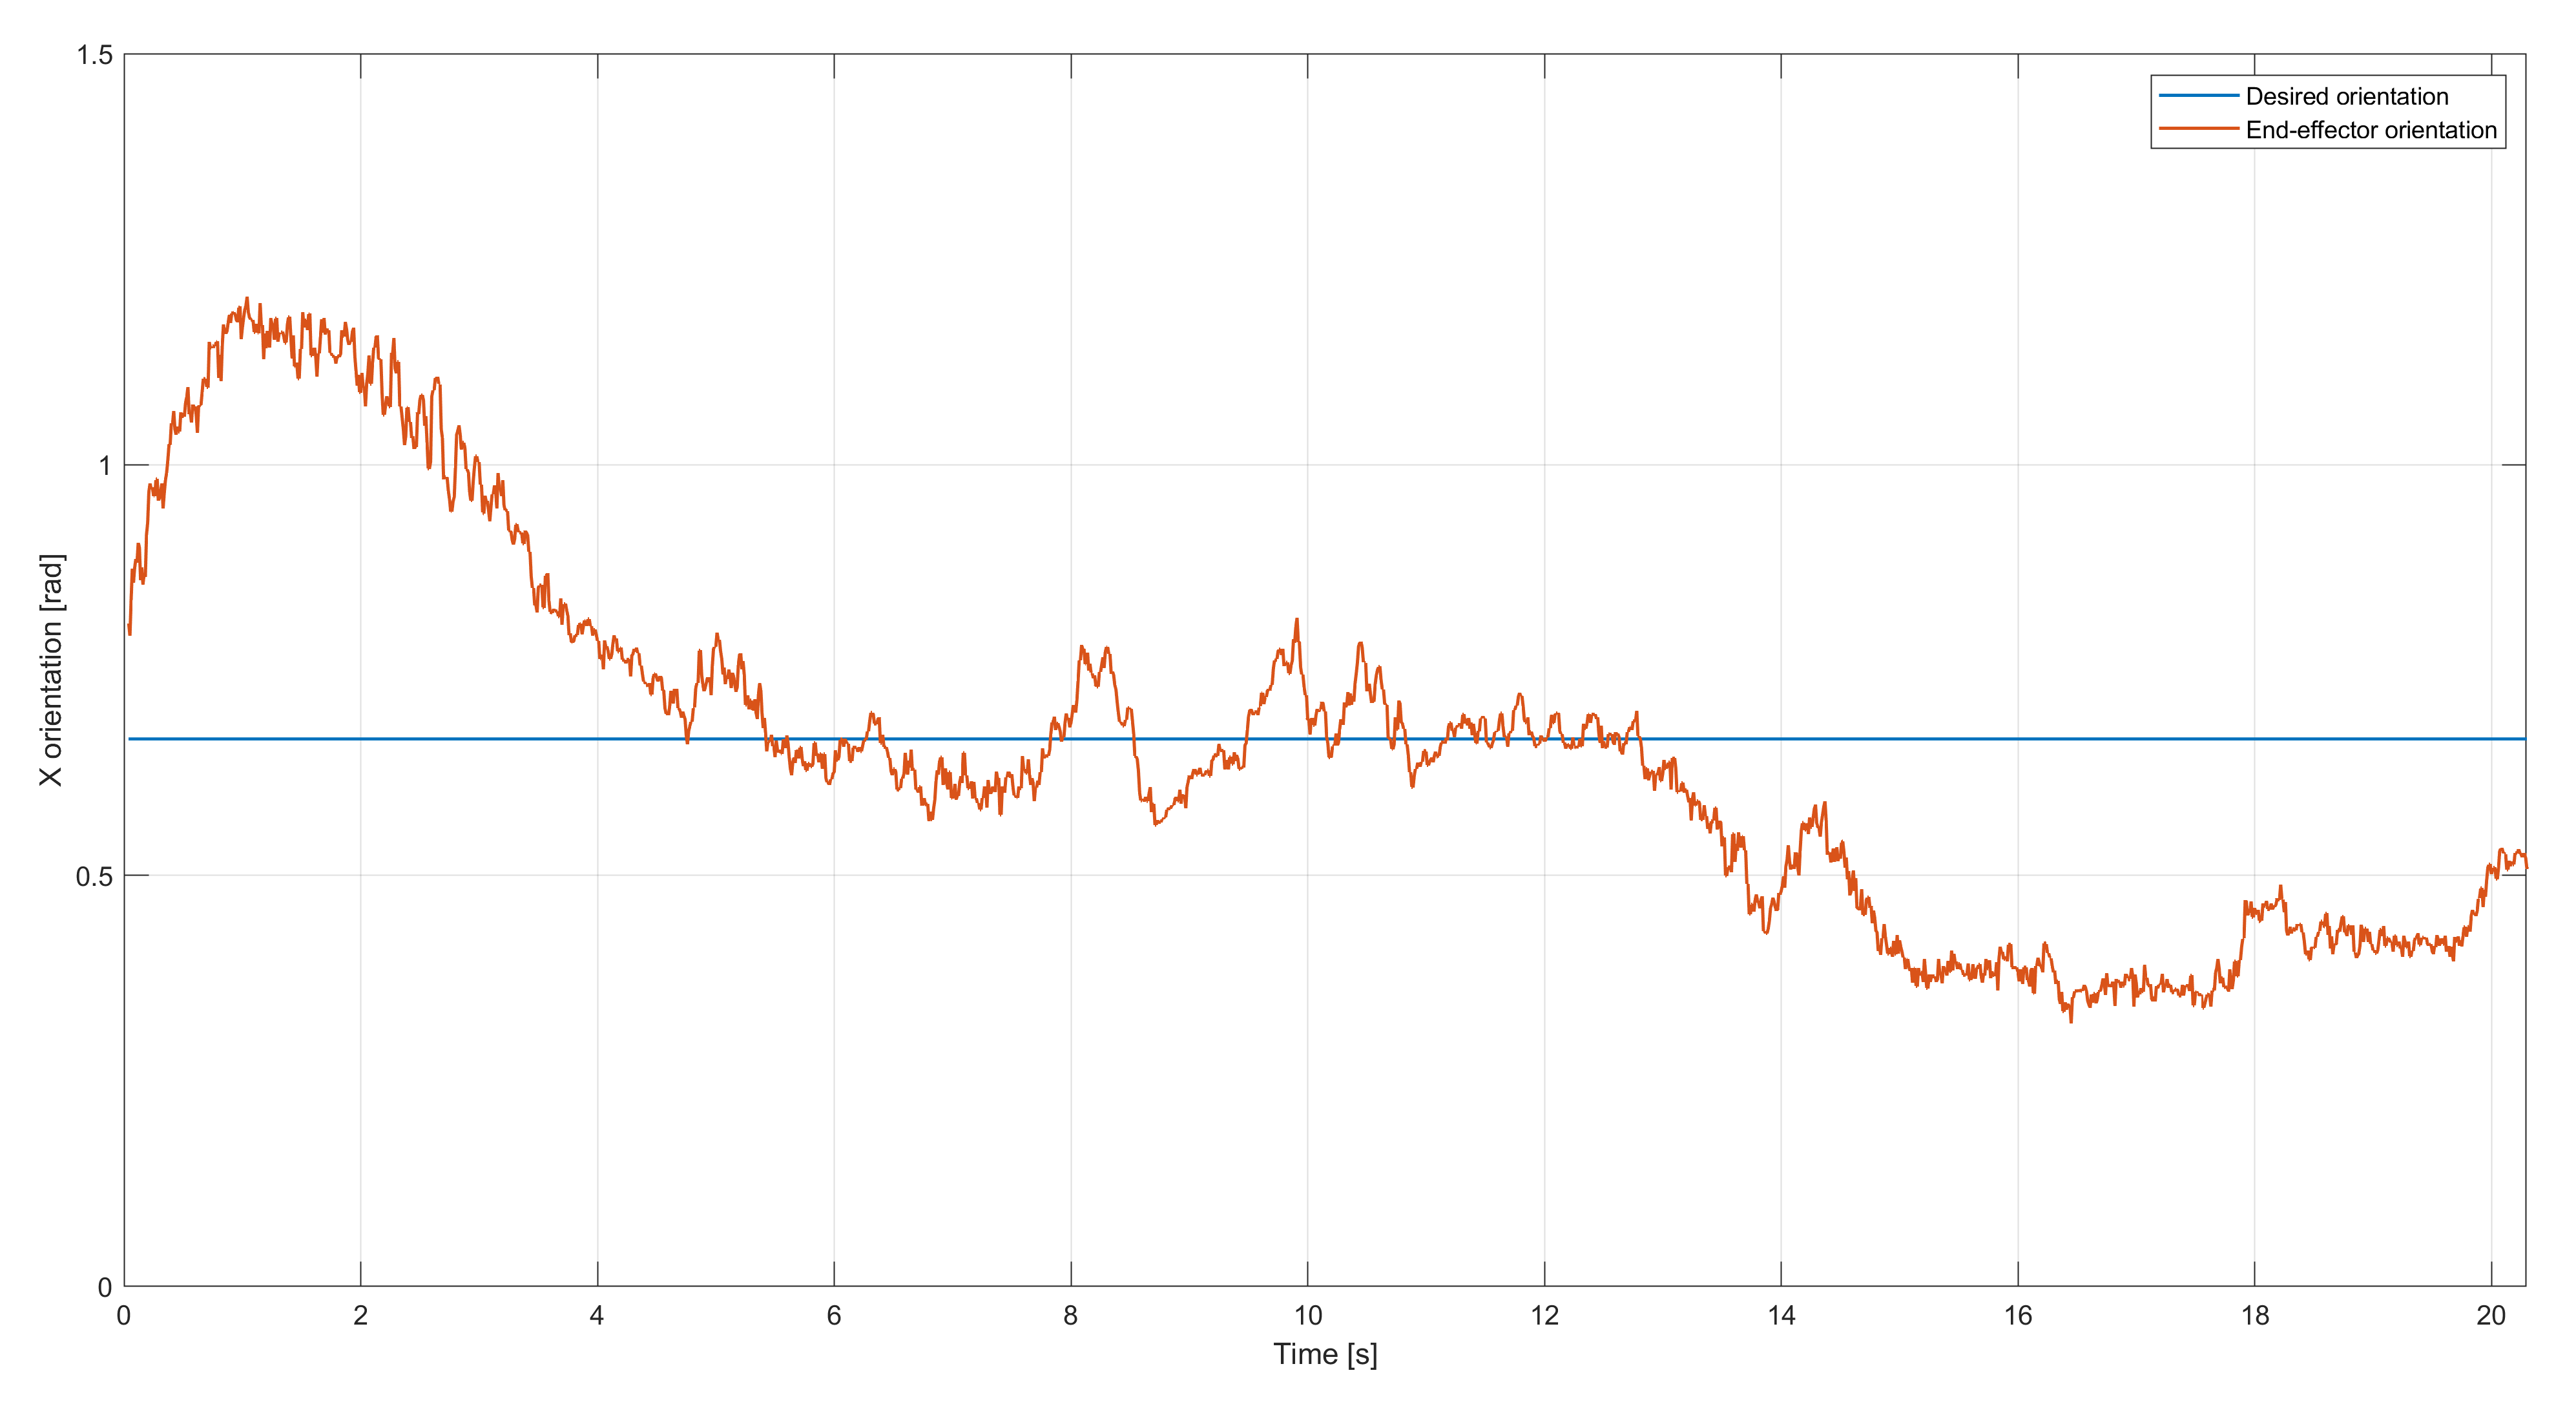 1.5
1
0.5
0
X orientation [rad]
Desired orientation
End-effector orientation
0 2 4 6 8 10 12 14 16 18 20
Time [s]